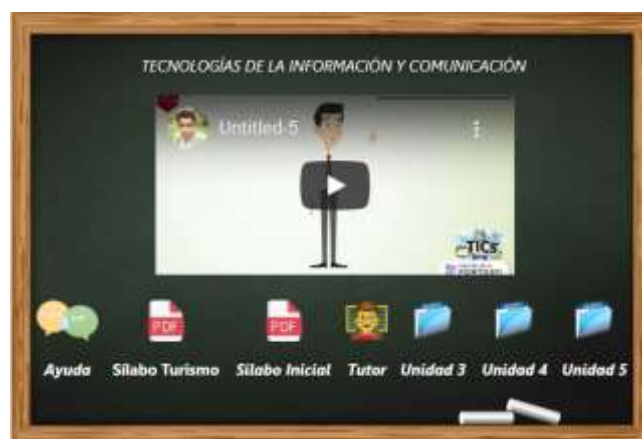 TECNOLOGÍAS DE LA INFORMACIÓN Y COMUNICACIÓN
Untitled-5
TICs
PDF
PDF
Ayuda
Sílabo Turismo
Sílabo Inicial
Tutor
Unidad 3
Unidad 4
Unidad 5